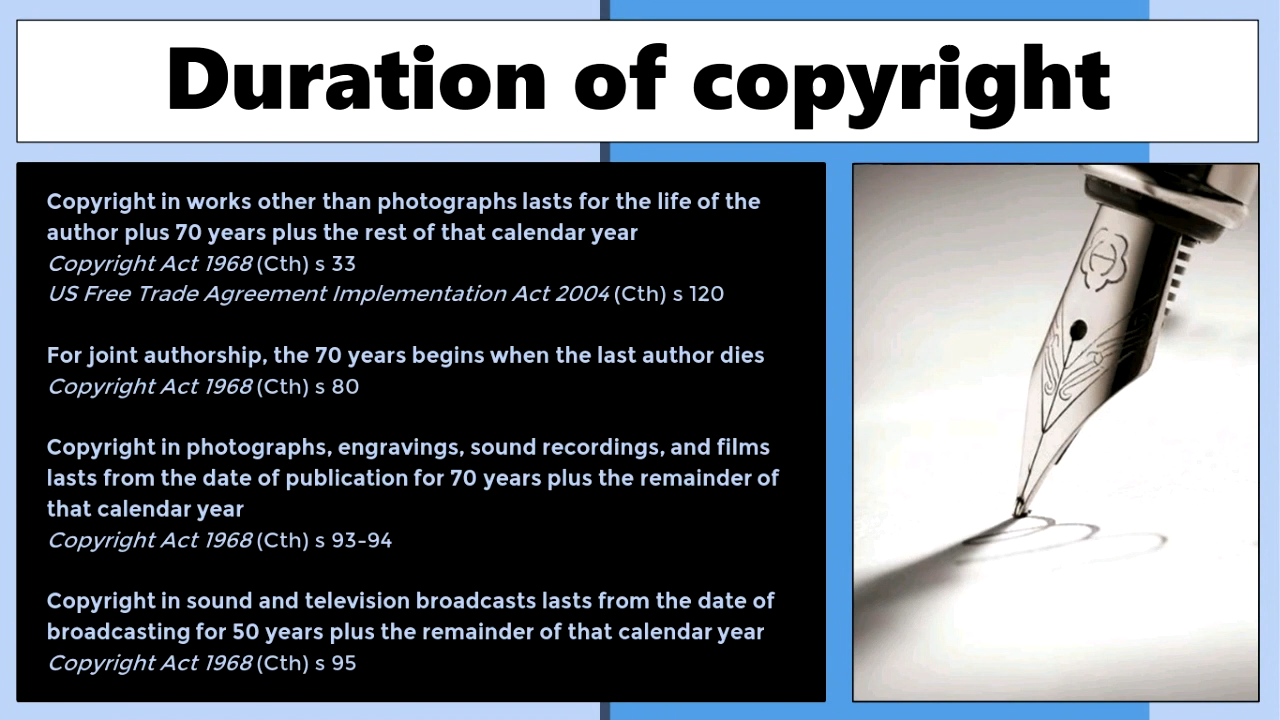 Duration of copyright
Copyright in works other than photographs lasts for the life of the
author plus 70 years plus the rest of that calendar year
Copyright Act 1968 (Cth) s 33
US Free Trade Agreement Implementation Act 2004 (Cth) s 120
For joint authorship, the 70 years begins when the last author dies
Copyright Act 1968 (Cth) s 80
Copyright in photographs, engravings, sound recordings, and films
lasts from the date of publication for 70 years plus the remainder of
that calendar year
Copyright Act 1968 (Cth) s 93-94
Copyright in sound and television broadcasts lasts from the date of
broadcasting for 50 years plus the remainder of that calendar year
Copyright Act 1968 (Cth) s 95